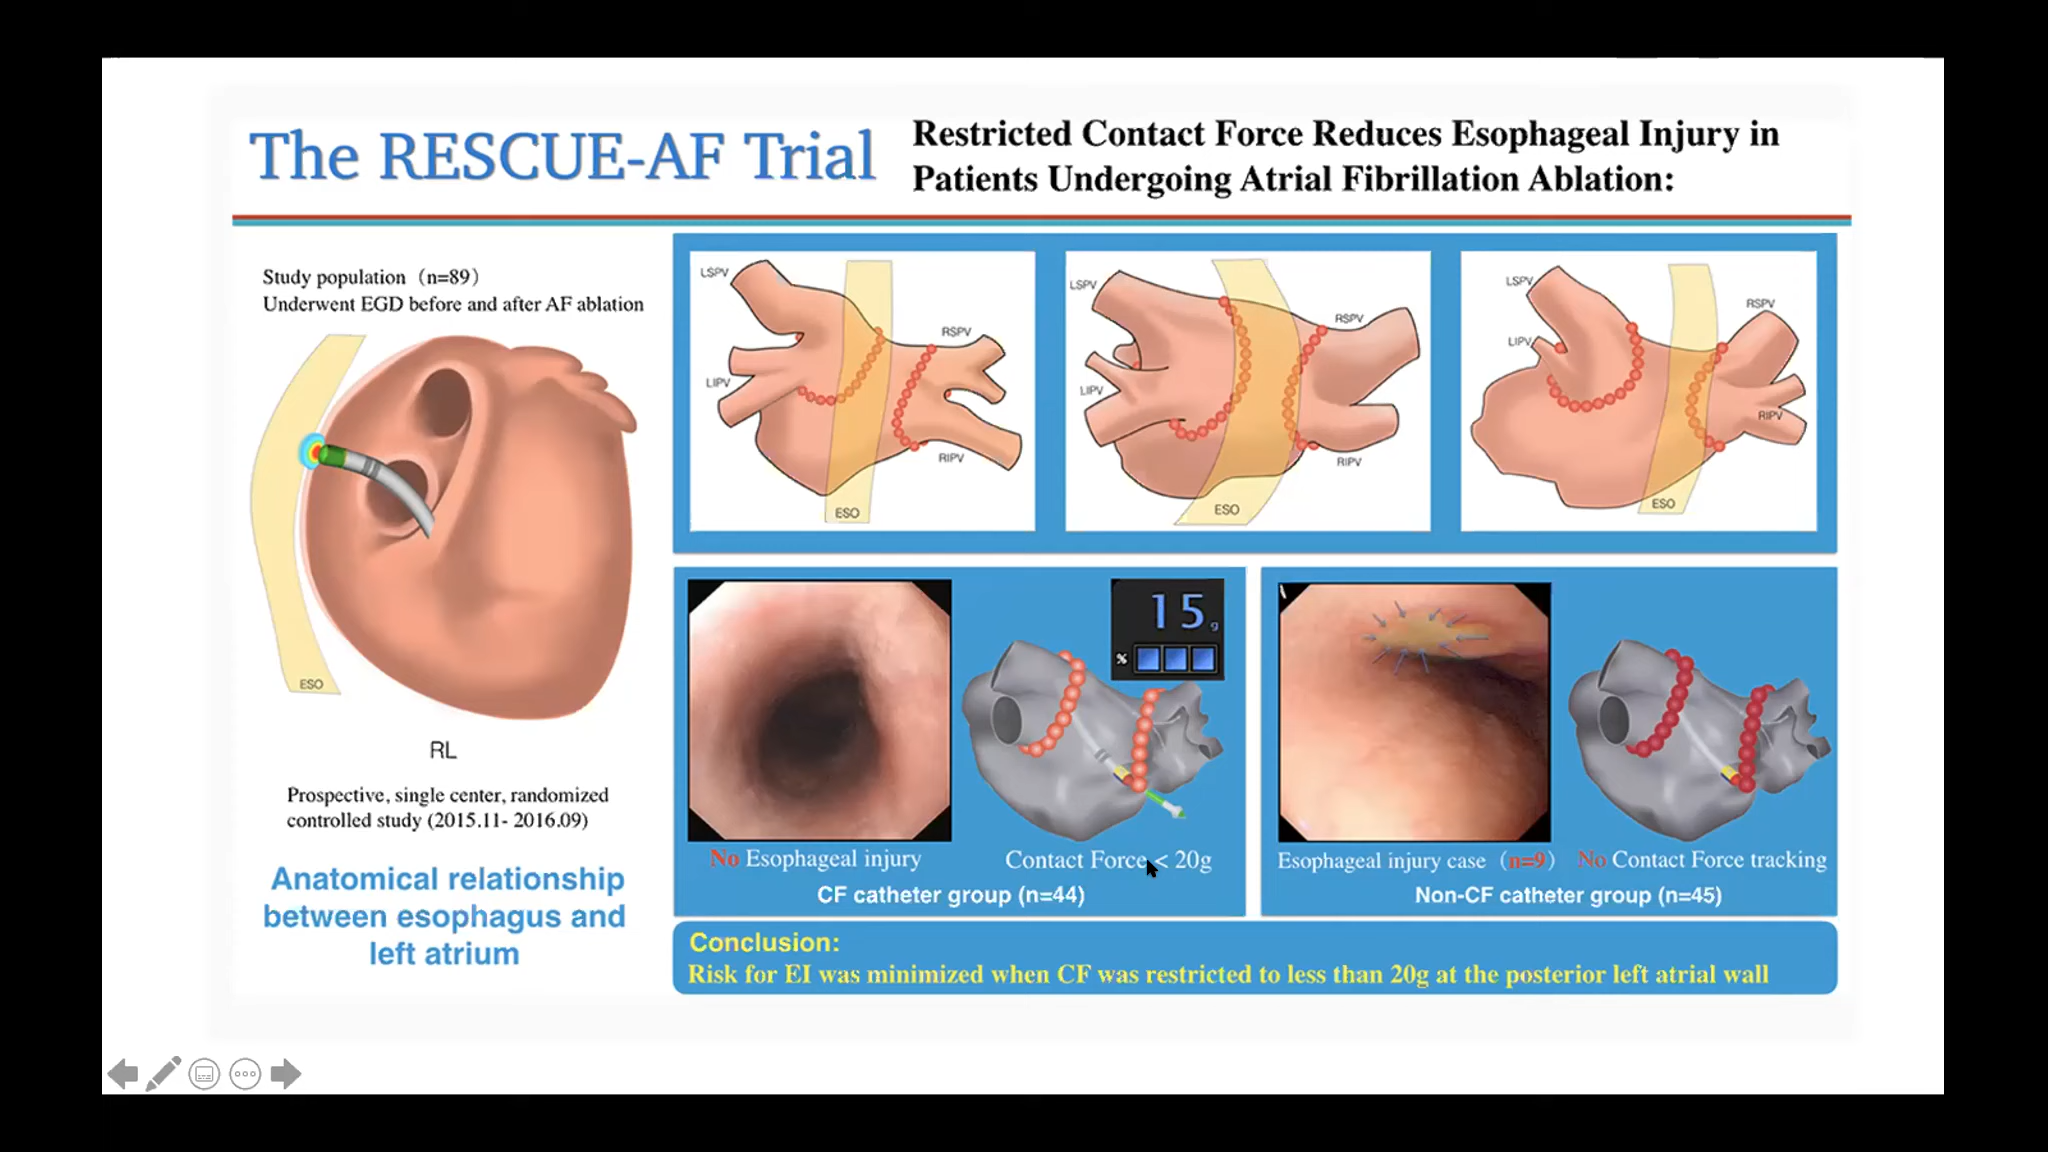 The RESCUE-AF Trial
Restricted Contact Force Reduces Esophageal Injury in
Patients Undergoing Atrial Fibrillation Ablation:
Study population (n=89)
Underwent EGD before and after AF ablation
ESO
RL
Prospective, single center, randomized
controlled study (2015.11- 2016.09)
Anatomical relationship
between esophagus and
left atrium
LSPV
LIPV
RSPV
RIPV
ESO
LSPV
LIPV
RSPV
RIPV
ESO
LSPV
LIPV
RSPV
RIPV
ESO
15g
%
No Esophageal injury
Contact Force < 20g
CF catheter group (n=44)
Esophageal injury case (n=9)
No Contact Force tracking
Non-CF catheter group (n=45)
Conclusion:
Risk for EI was minimized when CF was restricted to less than 20g at the posterior left atrial wall